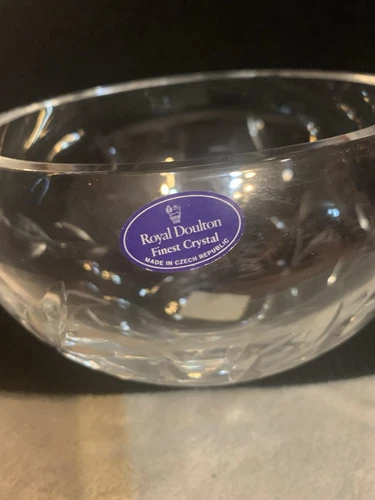 Royal Doulton
Finest Crystal
MADE IN CZECH REPUBLIC